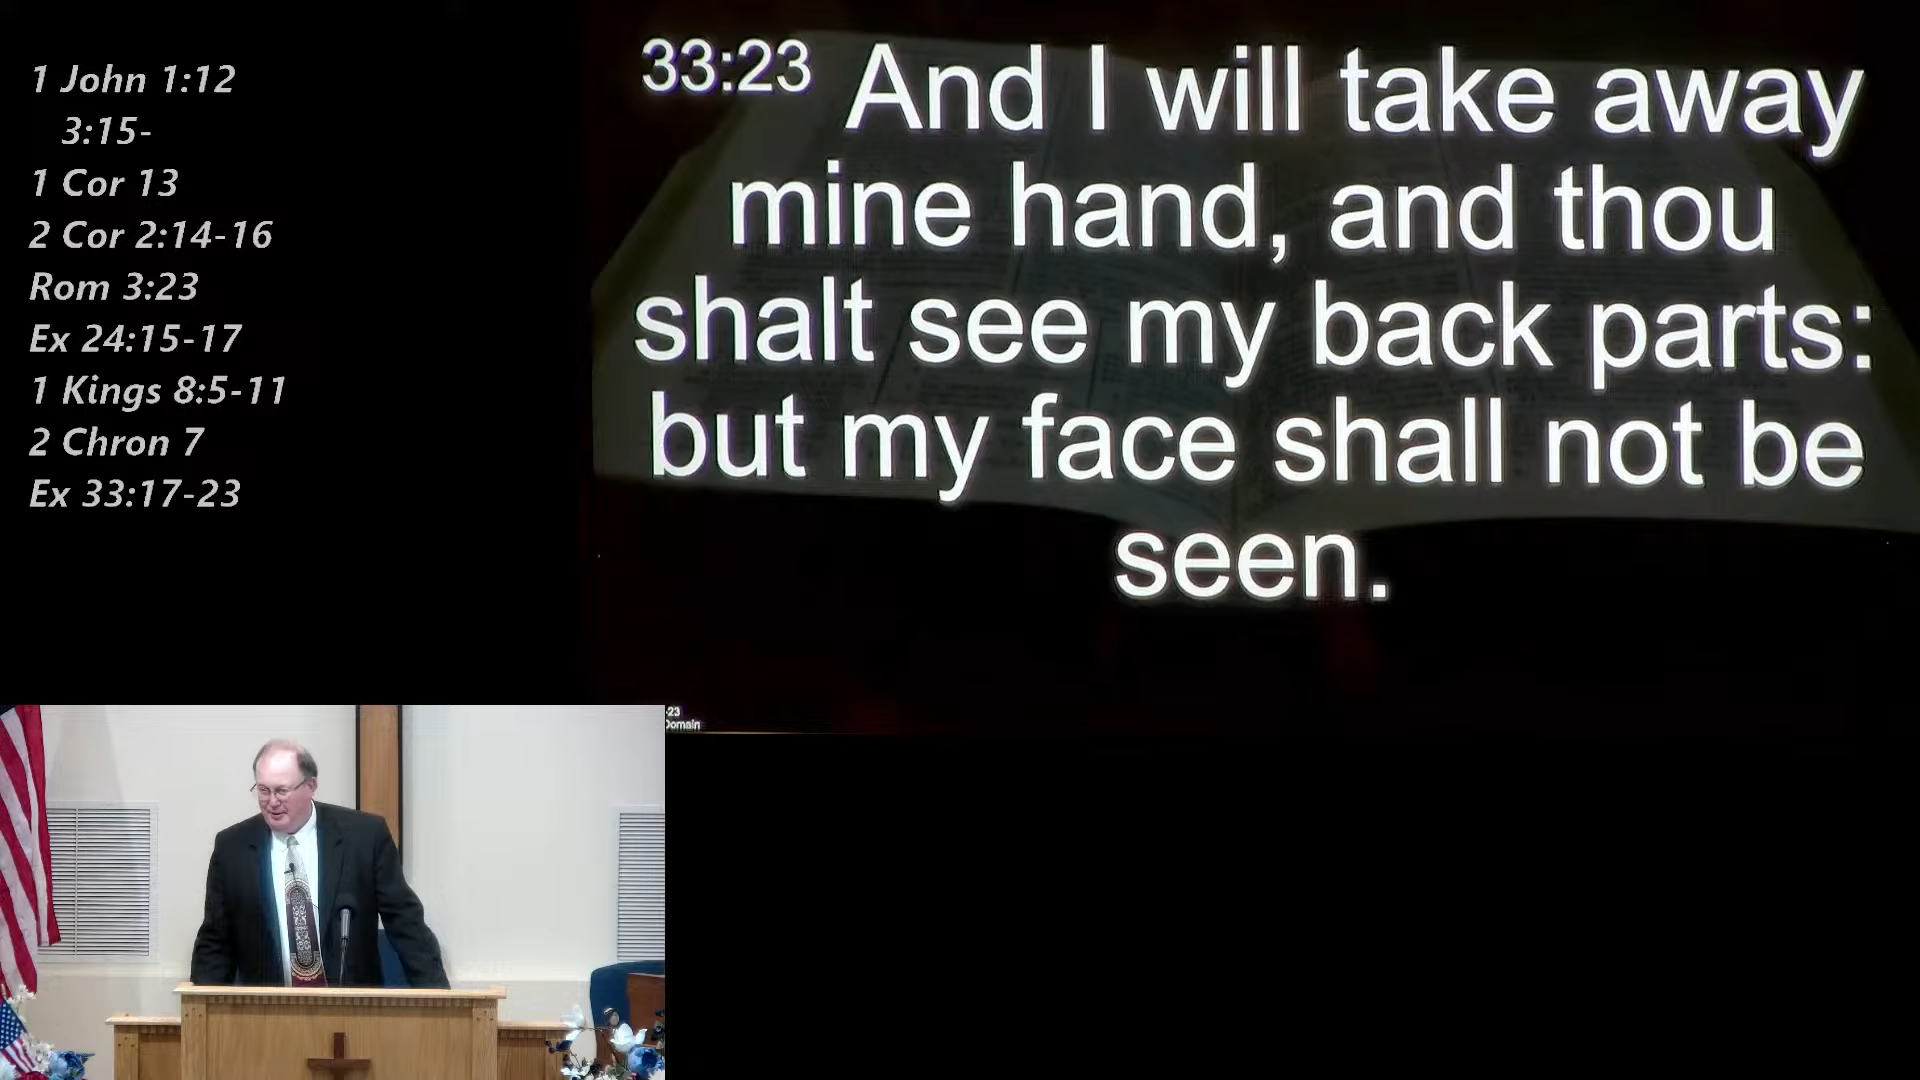 1 John 1:12
3:15-
1 Cor 13
2 Cor 2:14-16
Rom 3:23
Ex 24:15-17
1 Kings 8:5-11
2 Chron 7
Ex 33:17-23
33:23 And I will take away
mine hand, and thou
shalt see my back parts:
but my face shall not be
seen.
-23
Domain